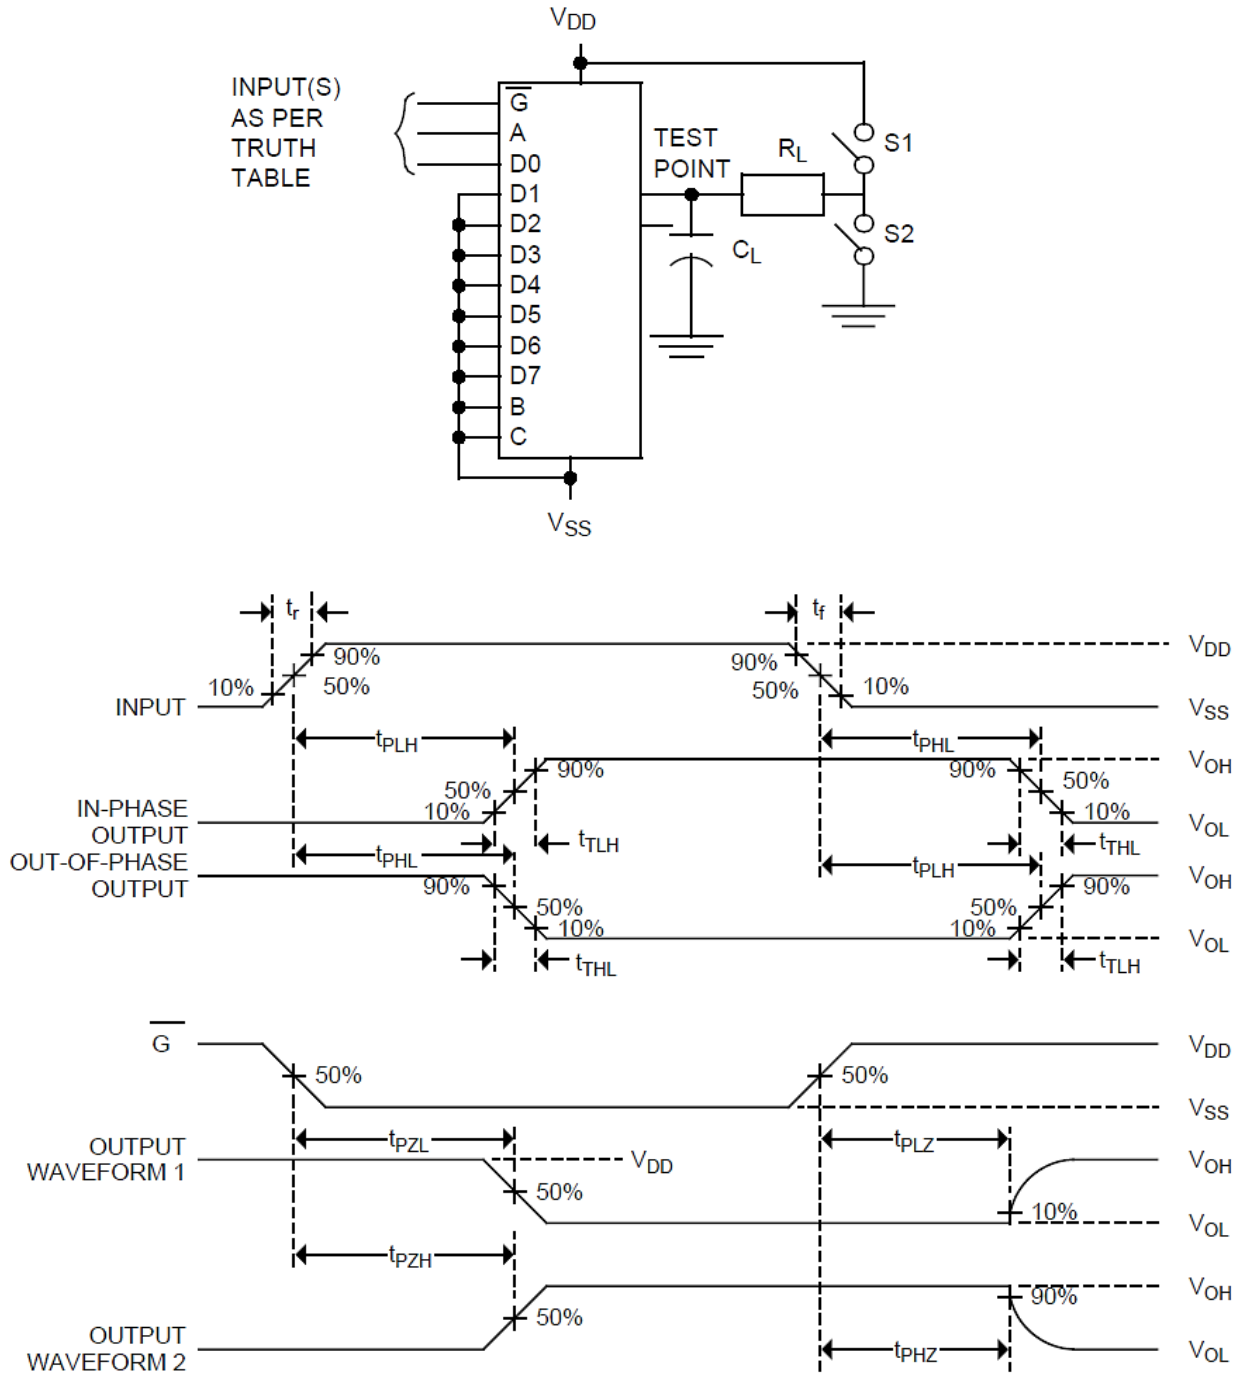 VDD
INPUT(S)
AS PER
TRUTH
TABLE
G
A
D0
D1
D2
D3
D4
D5
D6
D7
B
C
TEST
POINT
RL
S1
S2
CL
VSS
tr
tf
VDD
90%
90%
10%
50%
50%
10%
INPUT
VSS
tPLH
tPHL
VOH
90%
90%
50%
50%
10%
10%
IN-PHASE
OUTPUT
VOL
tTLH
tTHL
tPHL
tPLH
OUT-OF-PHASE
OUTPUT
VOH
90%
90%
50%
50%
10%
10%
VOL
tTHL
tTLH
G
VDD
50%
50%
VSS
tPZL
tPLZ
OUTPUT
WAVEFORM 1
VDD
VOH
50%
10%
VOL
tPZH
VOH
90%
50%
OUTPUT
WAVEFORM 2
tPHZ
VOL